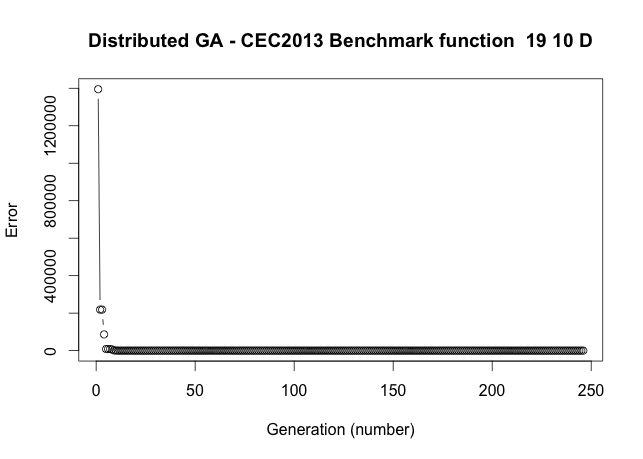 Distributed GA - CEC2013 Benchmark function  19 10 D
Error
1200000
800000
400000
0
0 50 100 150 200 250
Generation (number)